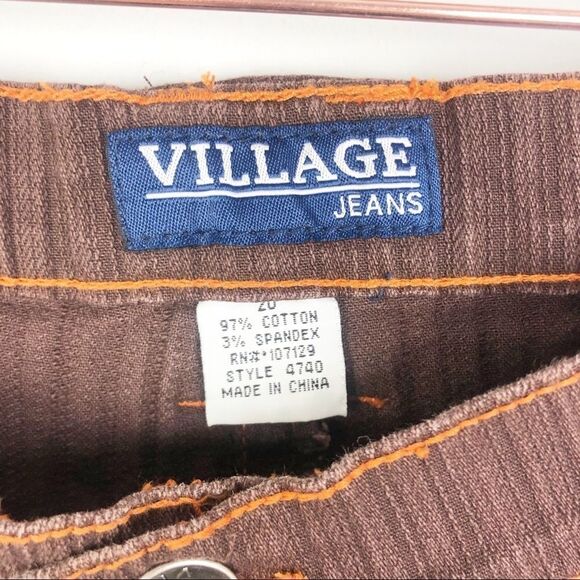 VILLAGE
JEANS
20
97% COTTON
3% SPANDEX
RN#*107129
STYLE 4740
MADE IN CHINA